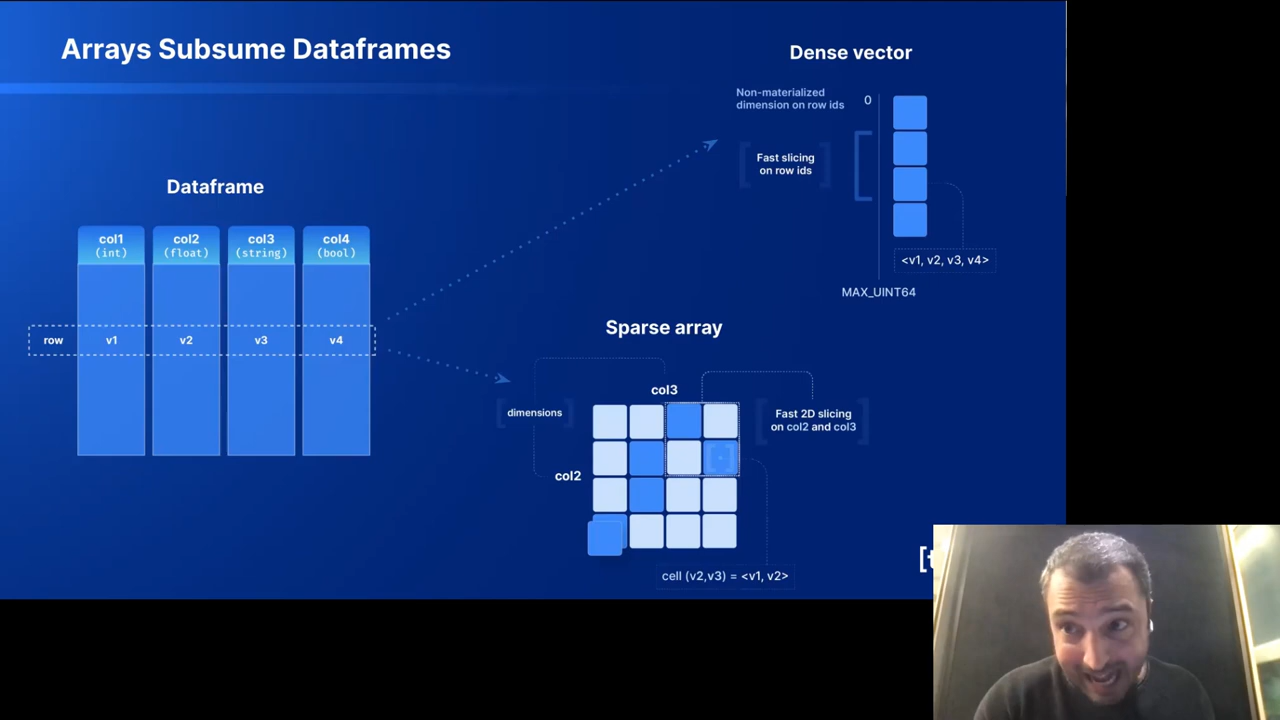 Arrays Subsume Dataframes
Dense vector
Non-materialized
dimension on row ids
0
Fast slicing
on row ids
<v1, v2, v3, v4>
MAX_UINT64
Dataframe
col1
(int)
col2
(float)
col3
(string)
col4
(bool)
row
v1
v2
v3
v4
Sparse array
col3
dimensions
Fast 2D slicing
on col2 and col3
col2
cell (v2,v3) = <v1, v2>
[t